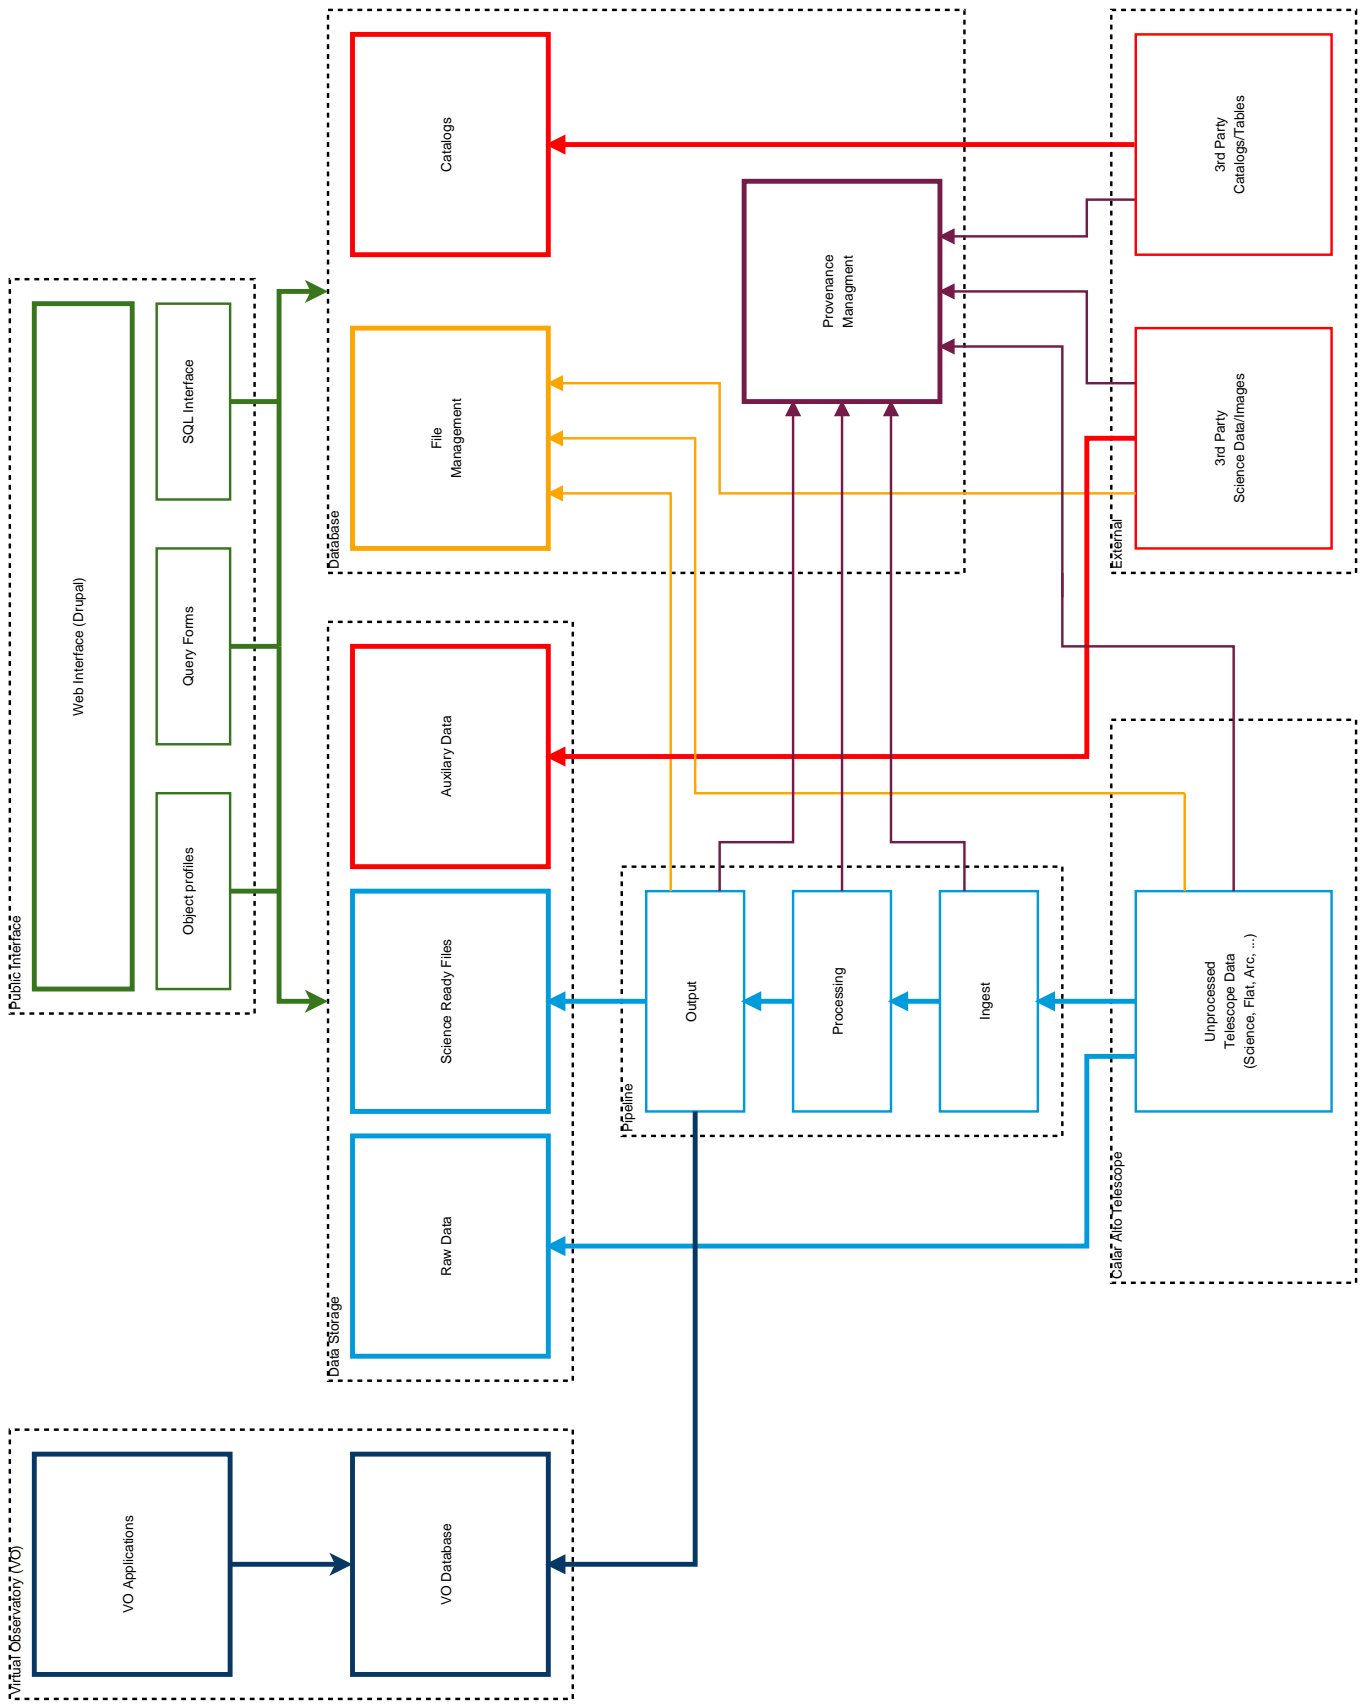 Virtual Observatory (VO)
VO Applications
VO Database
Public Interface
Web Interface (Drupal)
Object profiles
Query Forms
SQL Interface
Data Storage
Raw Data
Science Ready Files
Auxilary Data
Database
File
Management
Catalogs
Provenance
Managment
Pipeline
Output
Processing
Ingest
Calar Alto Telescope
Unprocessed
Telescope Data
(Science, Flat, Arc, ...)
External
3rd Party
Science Data/Images
3rd Party
Catalogs/Tables